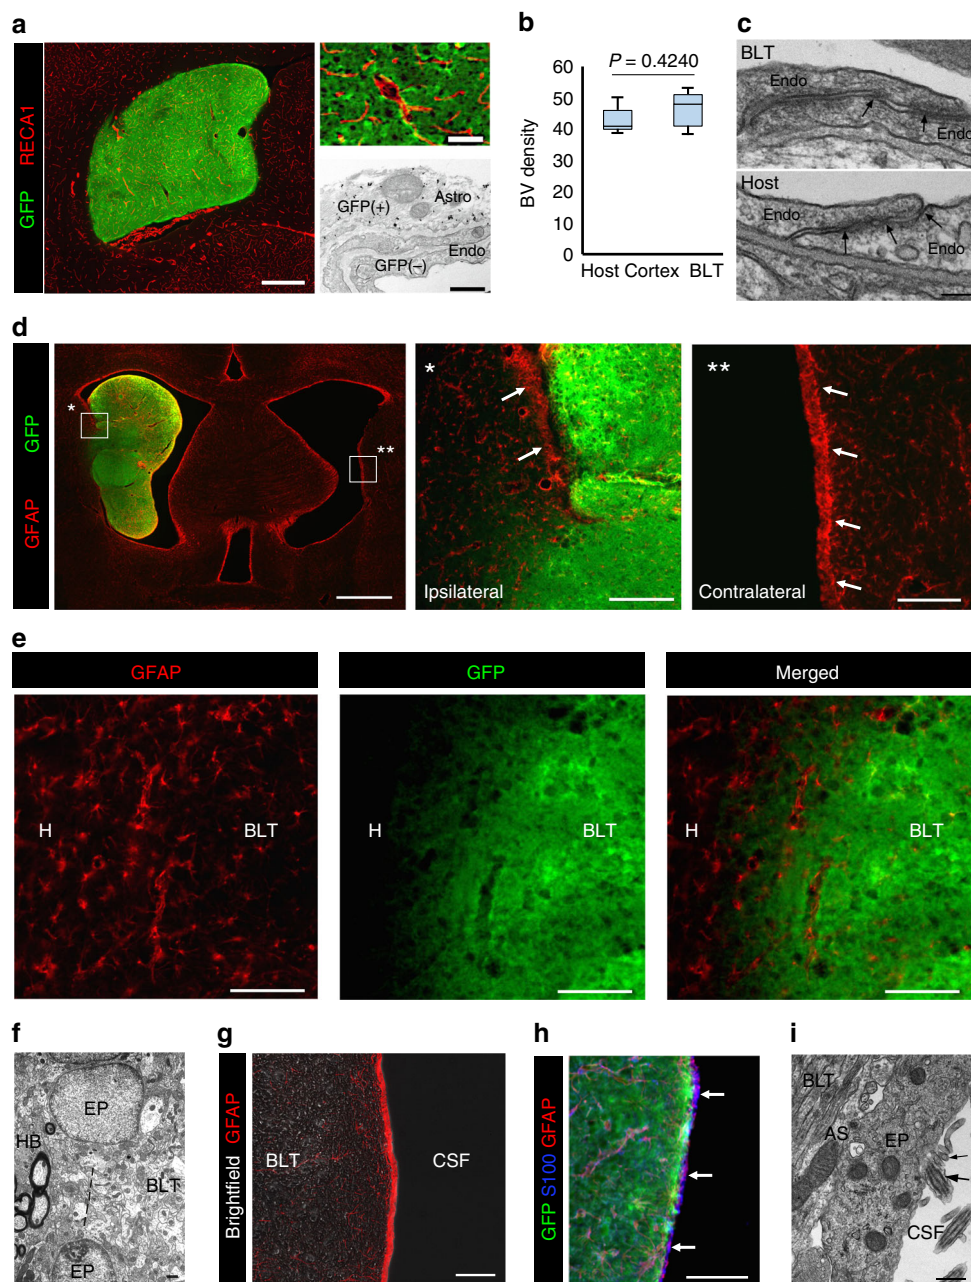 a
GFP RECA1
GFP(+)
Astro
Endo
GFP(–)
b
P = 0.4240
BV density
60
50
40
30
20
10
0
Host Cortex BLT
c
BLT
Endo
Endo
Host
Endo
Endo
d
GFAP GFP
*
**
*
Ipsilateral
**
Contralateral
e
GFAP
GFP
Merged
H BLT
H BLT
H BLT
f
EP
HB
BLT
EP
g
Brightfield GFAP
BLT
CSF
h
GFP S100 GFAP
i
BLT
AS
EP
CSF